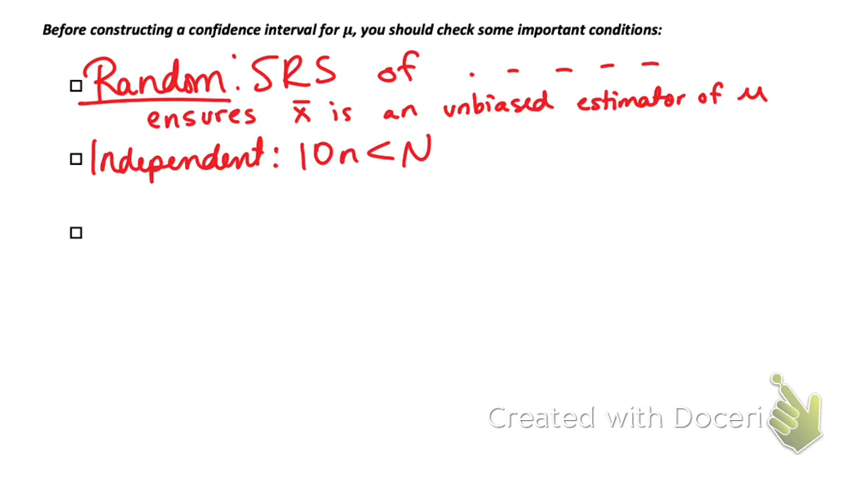 Before constructing a confidence interval for μ, you should check some important conditions:
Random: SRS of . - - - -
ensures x̄ is an unbiased estimator of μ
Independent: 10n < N
Created with Doceri